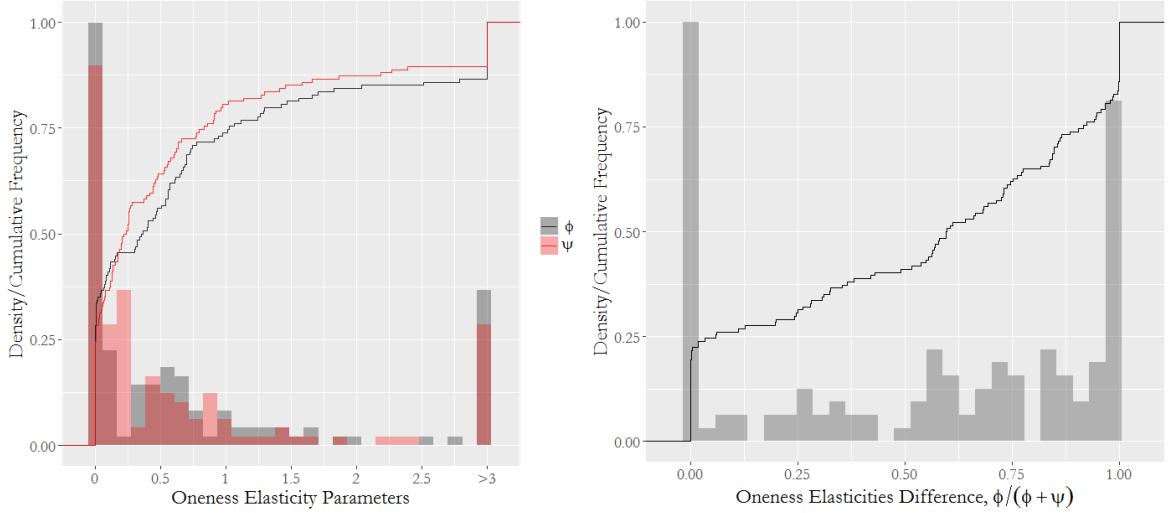 1.00
0.75
0.50
0.25
0.00
Density/Cumulative Frequency
0 0.5 1 1.5 2 2.5 >3
Oneness Elasticity Parameters
ϕ
ψ
1.00
0.75
0.50
0.25
0.00
Density/Cumulative Frequency
0.00 0.25 0.50 0.75 1.00
Oneness Elasticities Difference, ϕ/(ϕ+ψ)